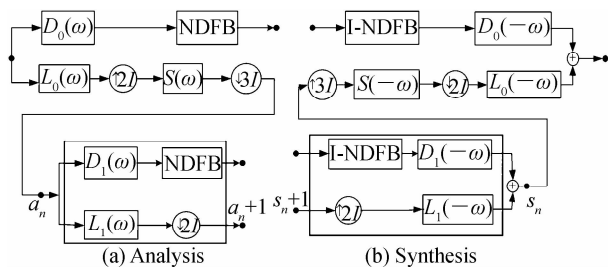 D₀(ω) NDFB
L₀(ω) ↑2I S(ω) ↓3I
D₁(ω) NDFB
aₙ
L₁(ω) ↓2I aₙ+1
(a) Analysis
I-NDFB D₀(−ω) +
↑3I S(−ω) ↓2I L₀(−ω)
I-NDFB D₁(−ω)
sₙ+1 + sₙ
↑2I L₁(−ω)
(b) Synthesis